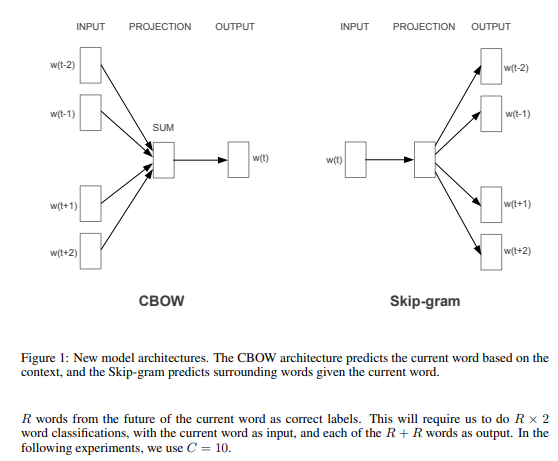 INPUT PROJECTION OUTPUT
w(t-2)
w(t-1)
SUM
w(t)
w(t+1)
w(t+2)
CBOW
INPUT PROJECTION OUTPUT
w(t-2)
w(t-1)
w(t)
w(t+1)
w(t+2)
Skip-gram
Figure 1: New model architectures. The CBOW architecture predicts the current word based on the
context, and the Skip-gram predicts surrounding words given the current word.
R words from the future of the current word as correct labels. This will require us to do R × 2
word classifications, with the current word as input, and each of the R + R words as output. In the
following experiments, we use C = 10.